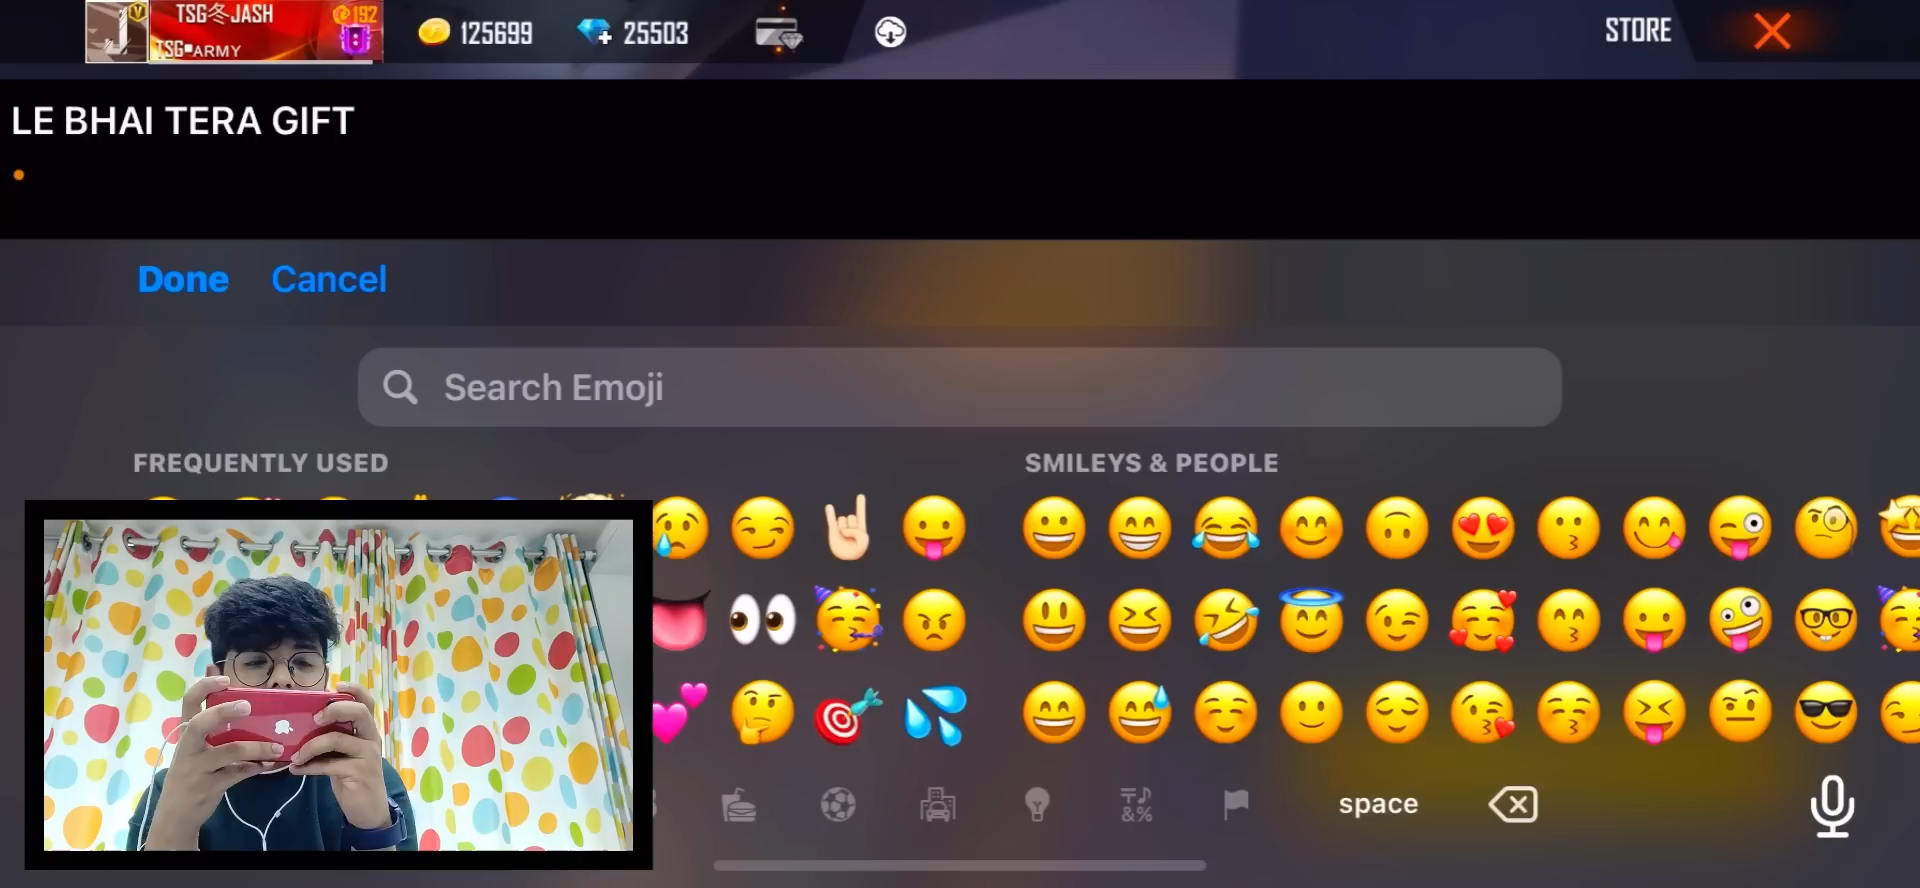 TSG冬JASH
192
TSG■ARMY
125699
25503
STORE
LE BHAI TERA GIFT
Done
Cancel
Search Emoji
FREQUENTLY USED
SMILEYS & PEOPLE
space